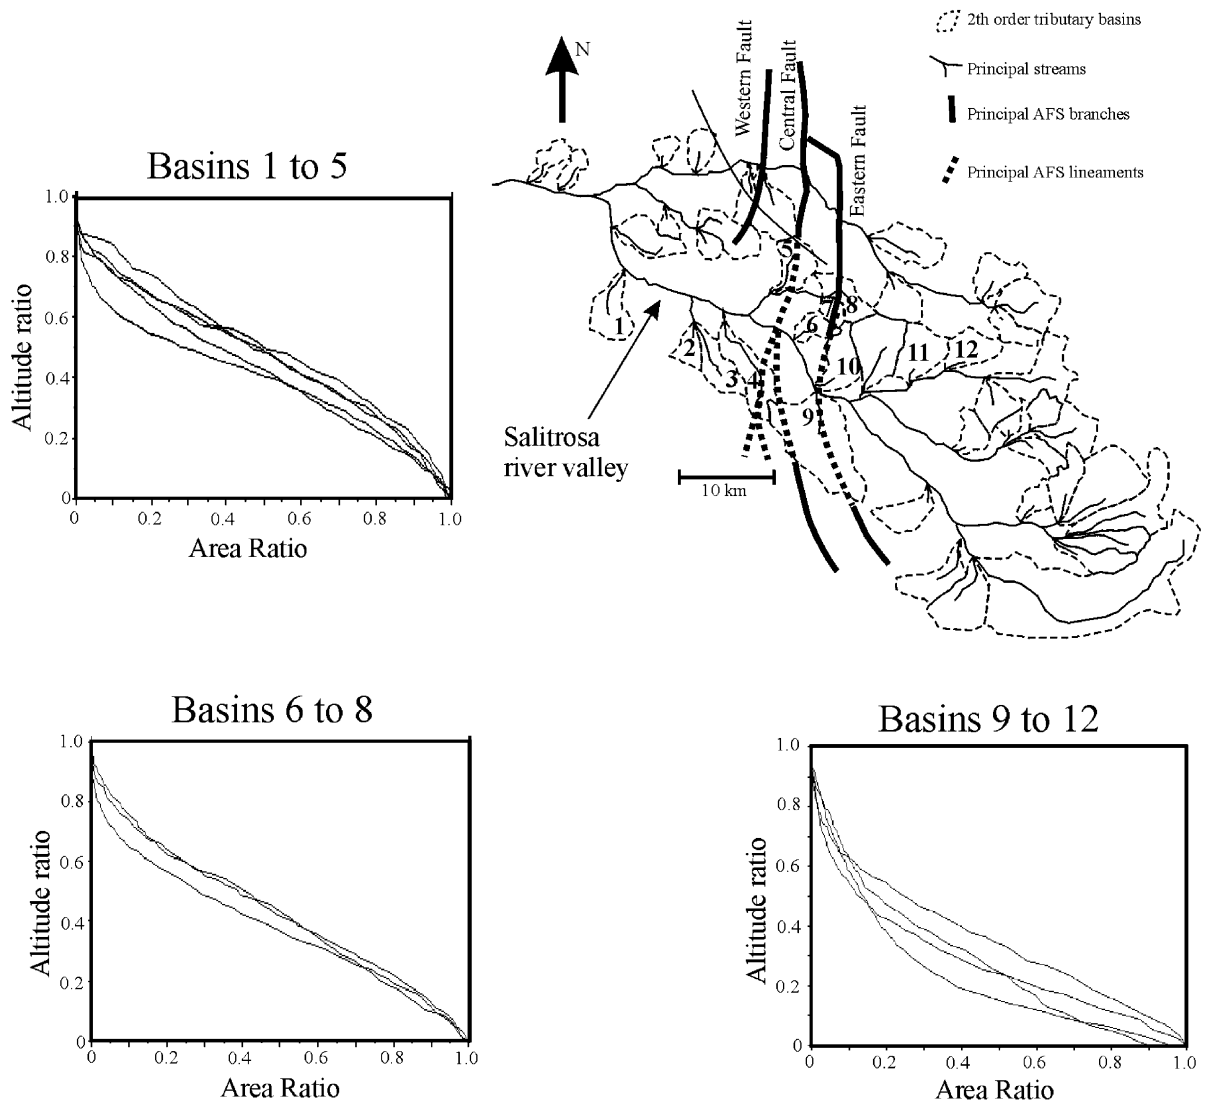 2th order tributary basins
Principal streams
Principal AFS branches
Principal AFS lineaments
N
Western Fault
Central Fault
Eastern Fault
1
2
3
4
5
6
7
8
9
10
11
12
Salitrosa
river valley
10 km
Basins 1 to 5
Altitude ratio
1.0
0.8
0.6
0.4
0.2
0
0
0.2
0.4
0.6
0.8
1.0
Area Ratio
Basins 6 to 8
Altitude ratio
1.0
0.8
0.6
0.4
0.2
0
0
0.2
0.4
0.6
0.8
1.0
Area Ratio
Basins 9 to 12
Altitude ratio
1.0
0.8
0.6
0.4
0.2
0
0
0.2
0.4
0.6
0.8
1.0
Area Ratio